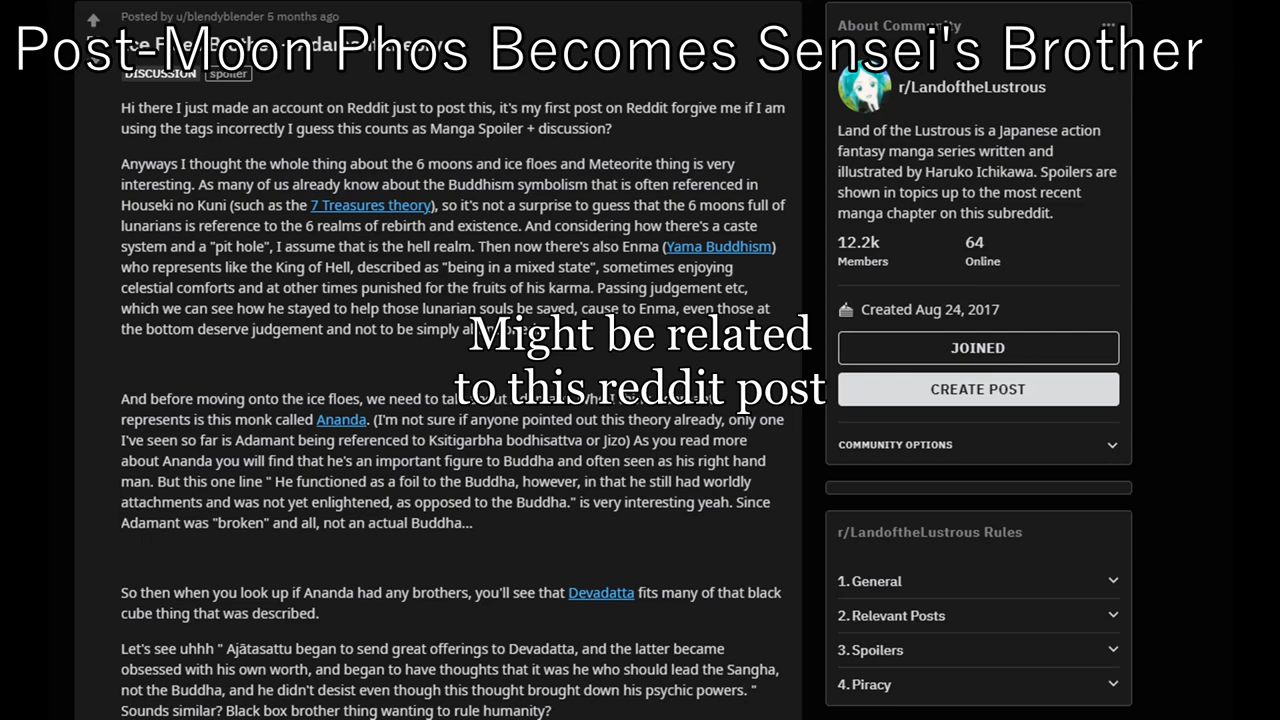 Posted by u/blendyblender 5 months ago
Post-Moon Phos Becomes Sensei's Brother
DISCUSSION spoiler
Hi there I just made an account on Reddit just to post this, it's my first post on Reddit forgive me if I am
using the tags incorrectly I guess this counts as Manga Spoiler + discussion?
Anyways I thought the whole thing about the 6 moons and ice floes and Meteorite thing is very
interesting. As many of us already know about the Buddhism symbolism that is often referenced in
Houseki no Kuni (such as the 7 Treasures theory), so it's not a surprise to guess that the 6 moons full of
lunarians is reference to the 6 realms of rebirth and existence. And considering how there's a caste
system and a "pit hole", I assume that is the hell realm. Then now there's also Enma (Yama Buddhism)
who represents like the King of Hell, described as "being in a mixed state", sometimes enjoying
celestial comforts and at other times punished for the fruits of his karma. Passing judgement etc,
which we can see how he stayed to help those lunarian souls be saved, cause to Enma, even those at
the bottom deserve judgement and not to be simply
Might be related
to this reddit post
And before moving onto the ice floes, we need to
represents is this monk called Ananda. (I'm not sure if anyone pointed out this theory already, only one
I've seen so far is Adamant being referenced to Ksitigarbha bodhisattva or Jizo) As you read more
about Ananda you will find that he's an important figure to Buddha and often seen as his right hand
man. But this one line " He functioned as a foil to the Buddha, however, in that he still had worldly
attachments and was not yet enlightened, as opposed to the Buddha." is very interesting yeah. Since
Adamant was "broken" and all, not an actual Buddha...
So then when you look up if Ananda had any brothers, you'll see that Devadatta fits many of that black
cube thing that was described.
Let's see uhhh " Ajātasattu began to send great offerings to Devadatta, and the latter became
obsessed with his own worth, and began to have thoughts that it was he who should lead the Sangha,
not the Buddha, and he didn't desist even though this thought brought down his psychic powers. "
Sounds similar? Black box brother thing wanting to rule humanity?
About Community
r/LandoftheLustrous
Land of the Lustrous is a Japanese action
fantasy manga series written and
illustrated by Haruko Ichikawa. Spoilers are
shown in topics up to the most recent
manga chapter on this subreddit.
12.2k 64
Members Online
Created Aug 24, 2017
JOINED
CREATE POST
COMMUNITY OPTIONS
r/LandoftheLustrous Rules
1. General
2. Relevant Posts
3. Spoilers
4. Piracy